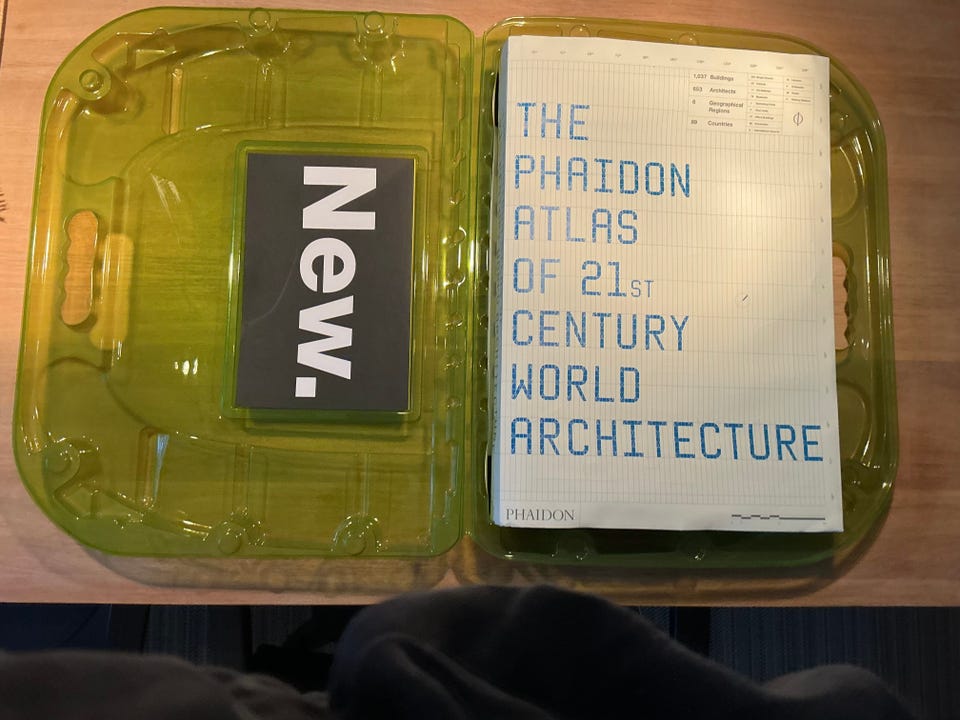 New.
1,037 Buildings
653 Architects
6 Geographical
Regions
89 Countries
THE
PHAIDON
ATLAS
OF 21ST
CENTURY
WORLD
ARCHITECTURE
PHAIDON